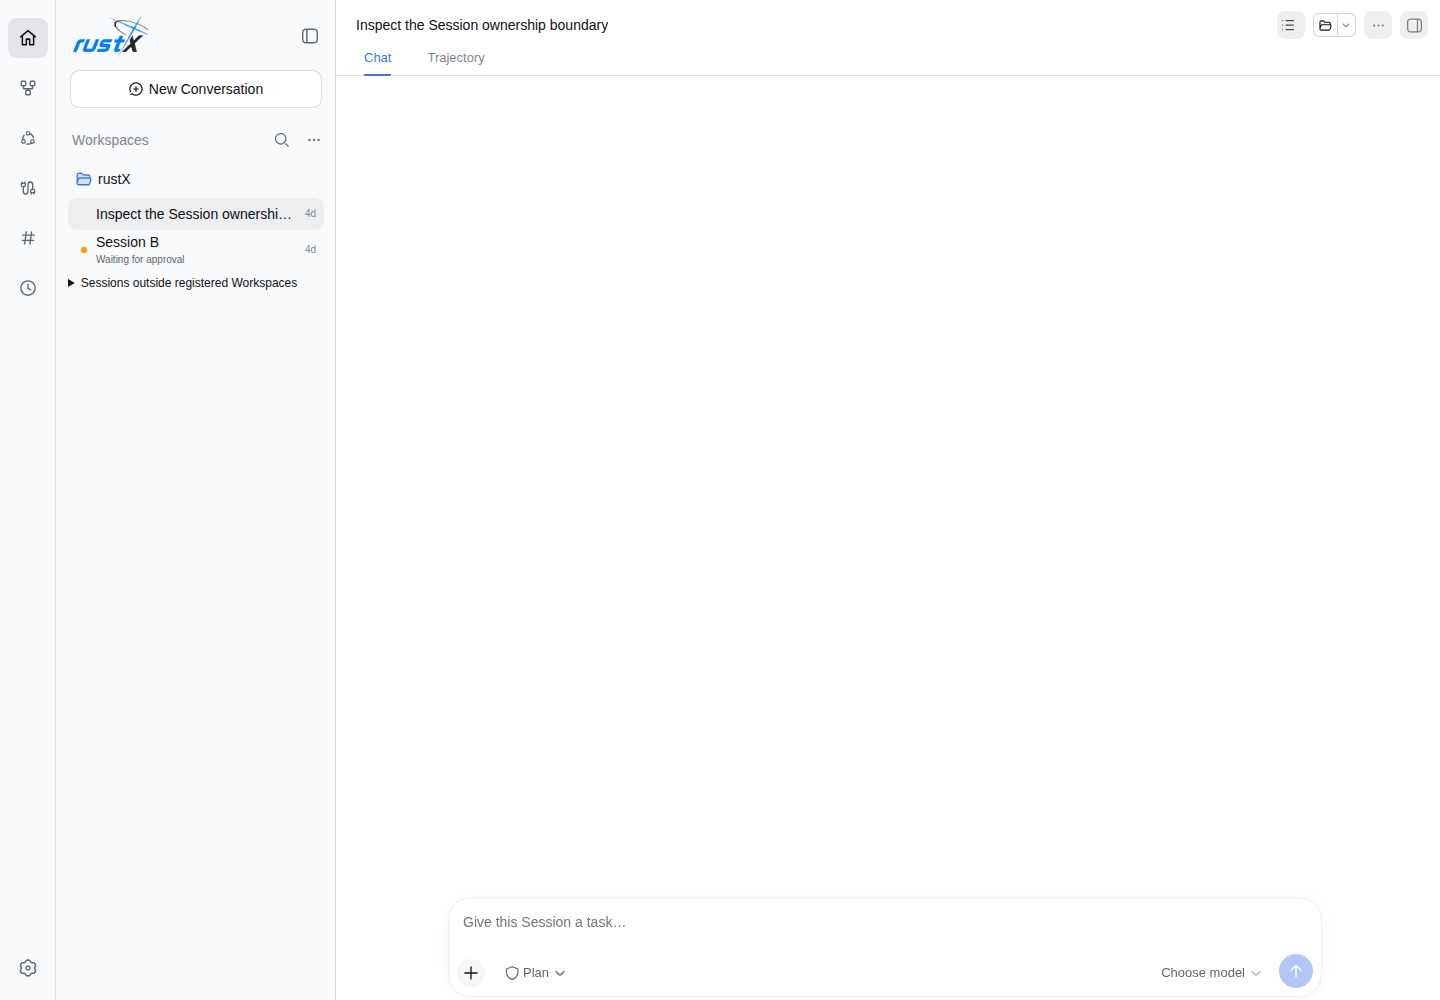 rustX
New Conversation
Workspaces
rustX
Inspect the Session ownershi… 4d
Session B
Waiting for approval
4d
Sessions outside registered Workspaces
Inspect the Session ownership boundary
Chat Trajectory
Give this Session a task…
Plan
Choose model